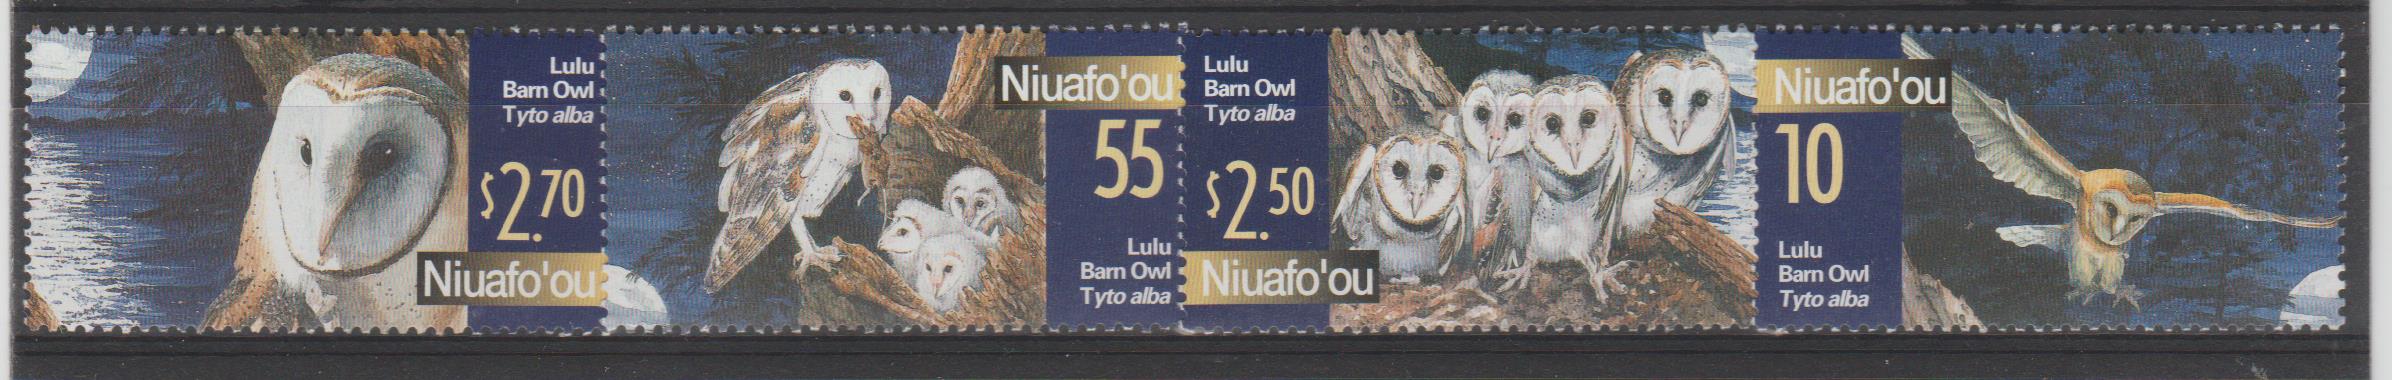 Lulu
Barn Owl
Tyto alba
$2.70
Niuafo'ou
Niuafo'ou
55
Lulu
Barn Owl
Tyto alba
Lulu
Barn Owl
Tyto alba
$2.50
Niuafo'ou
Niuafo'ou
10
Lulu
Barn Owl
Tyto alba